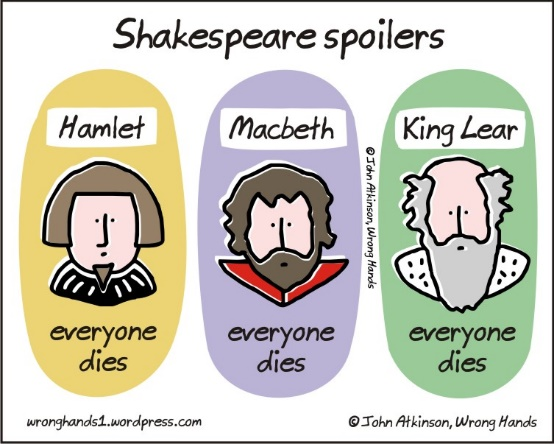 Shakespeare spoilers
Hamlet
everyone
dies
Macbeth
everyone
dies
©John Atkinson, Wrong Hands
King Lear
everyone
dies
wronghands1.wordpress.com
© John Atkinson, Wrong Hands